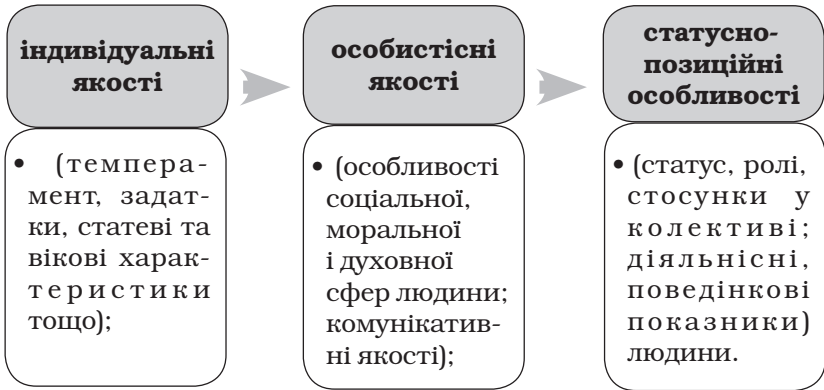 індивідуальні
якості
• (темпера-
мент, задат-
ки, статеві та
вікові харак-
теристики
тощо);
особистісні
якості
• (особливості
соціальної,
моральної
і духовної
сфер людини;
комунікатив-
ні якості);
статусно-
позиційні
особливості
• (статус, ролі,
стосунки у
колективі;
діяльнісні,
поведінкові
показники)
людини.